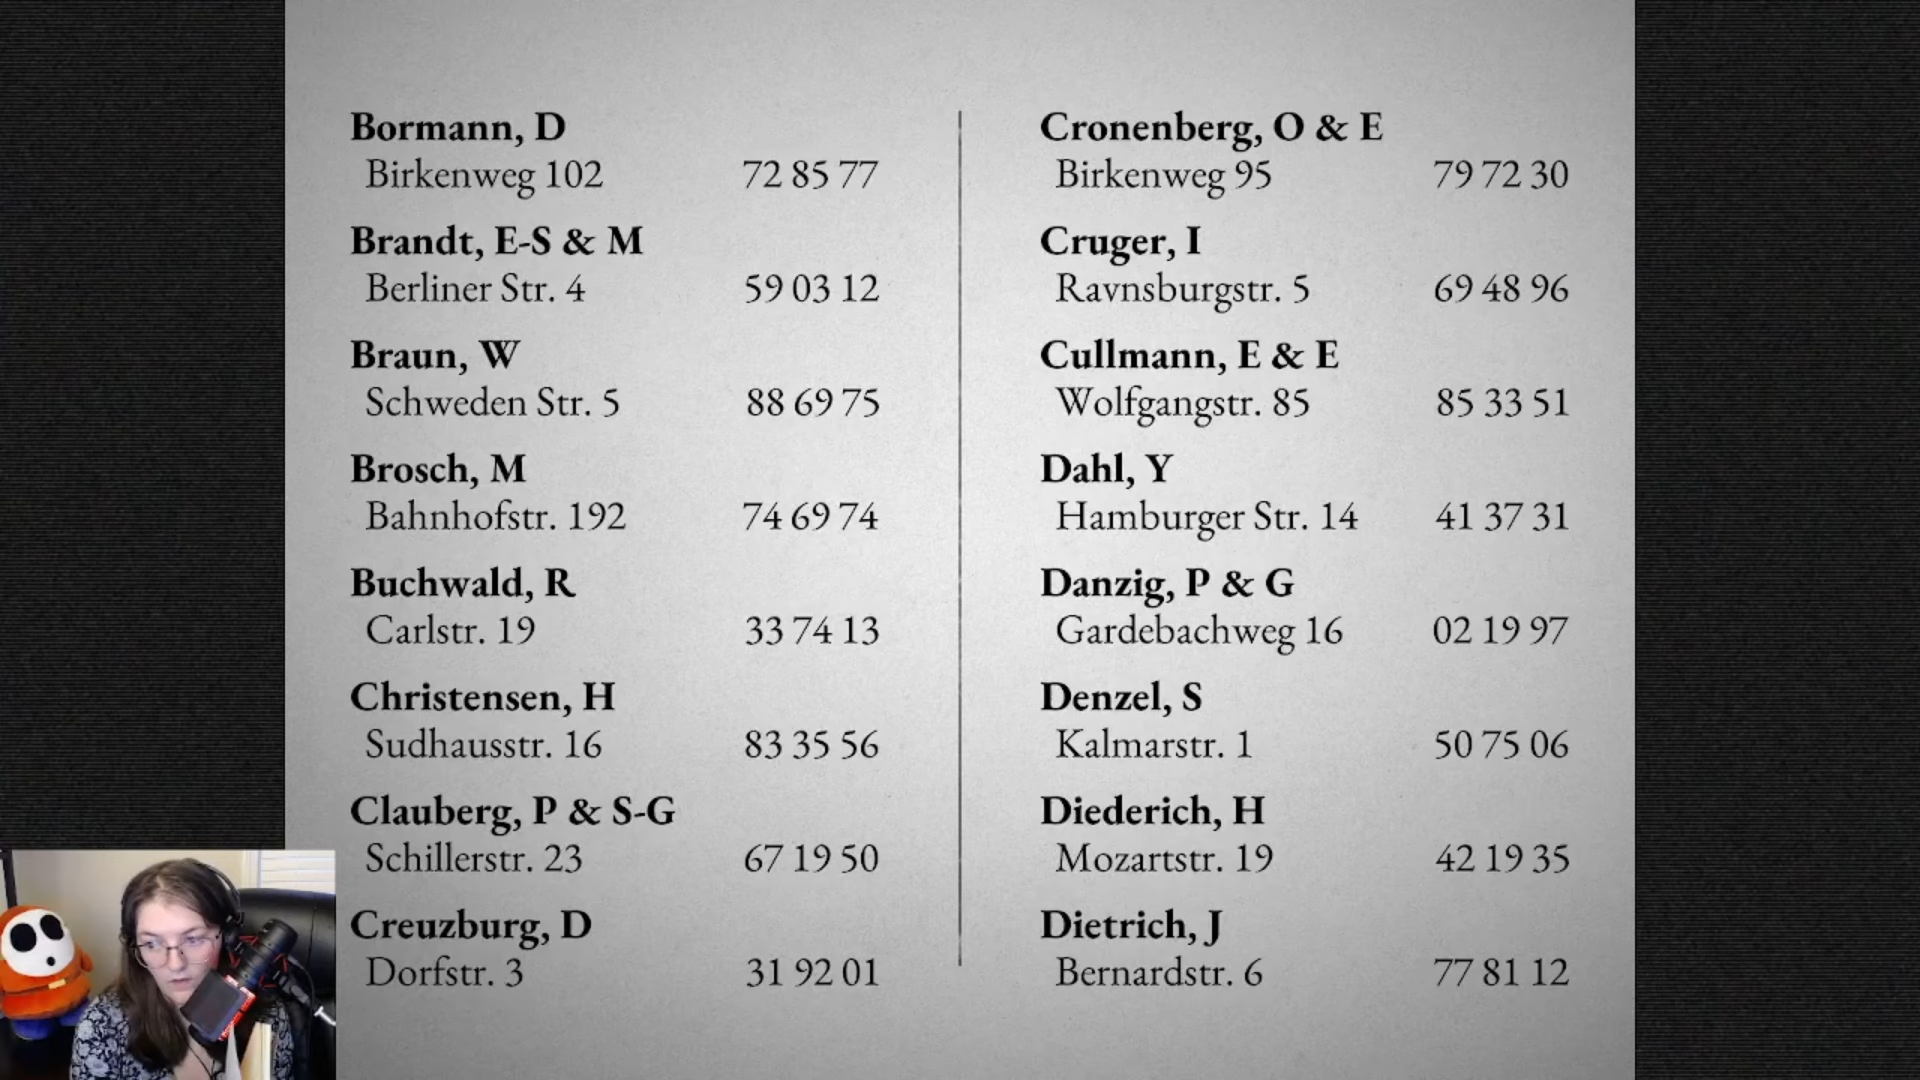 Bormann, D
Birkenweg 102 72 85 77
Brandt, E-S & M
Berliner Str. 4 59 03 12
Braun, W
Schweden Str. 5 88 69 75
Brosch, M
Bahnhofstr. 192 74 69 74
Buchwald, R
Carlstr. 19 33 74 13
Christensen, H
Sudhausstr. 16 83 35 56
Clauberg, P & S-G
Schillerstr. 23 67 19 50
Creuzburg, D
Dorfstr. 3 31 92 01
Cronenberg, O & E
Birkenweg 95 79 72 30
Cruger, I
Ravnsburgstr. 5 69 48 96
Cullmann, E & E
Wolfgangstr. 85 85 33 51
Dahl, Y
Hamburger Str. 14 41 37 31
Danzig, P & G
Gardebachweg 16 02 19 97
Denzel, S
Kalmarstr. 1 50 75 06
Diederich, H
Mozartstr. 19 42 19 35
Dietrich, J
Bernardstr. 6 77 81 12